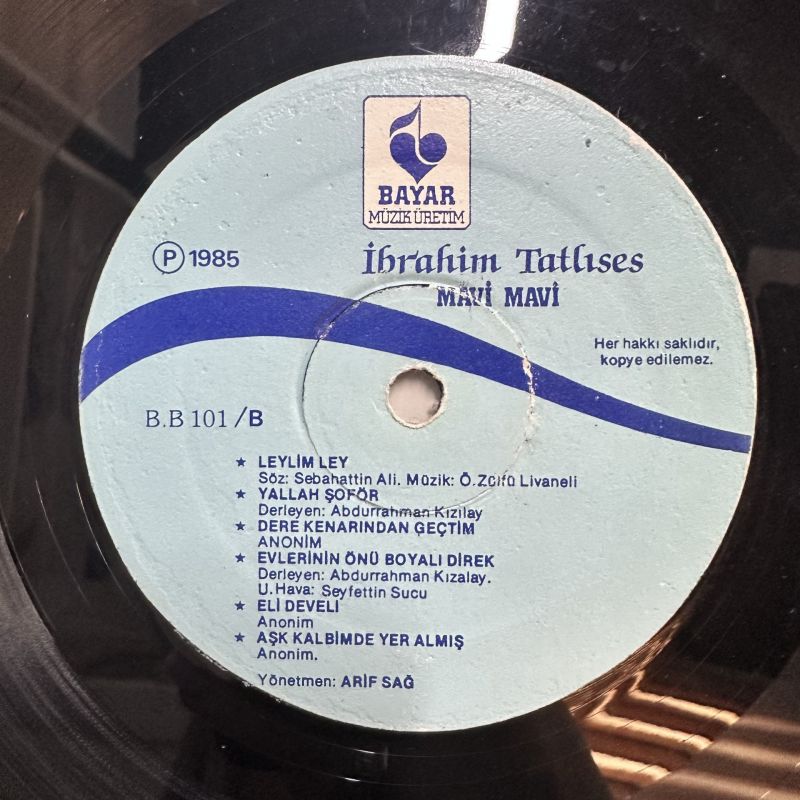 BAYAR
MÜZİK ÜRETİM
Ⓟ 1985
İbrahim Tatlıses
MAVİ MAVİ
Her hakkı saklıdır,
kopye edilemez.
B.B 101 /B
★ LEYLİM LEY
Söz: Sebahattin Ali. Müzik: Ö.Zülfü Livaneli
★ YALLAH ŞOFÖR
Derleyen: Abdurrahman Kızılay
★ DERE KENARINDAN GEÇTİM
ANONİM
★ EVLERİNİN ÖNÜ BOYALI DİREK
Derleyen: Abdurrahman Kızalay.
U.Hava: Seyfettin Sucu
★ ELİ DEVELİ
Anonim
★ AŞK KALBİMDE YER ALMIŞ
Anonim.
Yönetmen: ARİF SAĞ